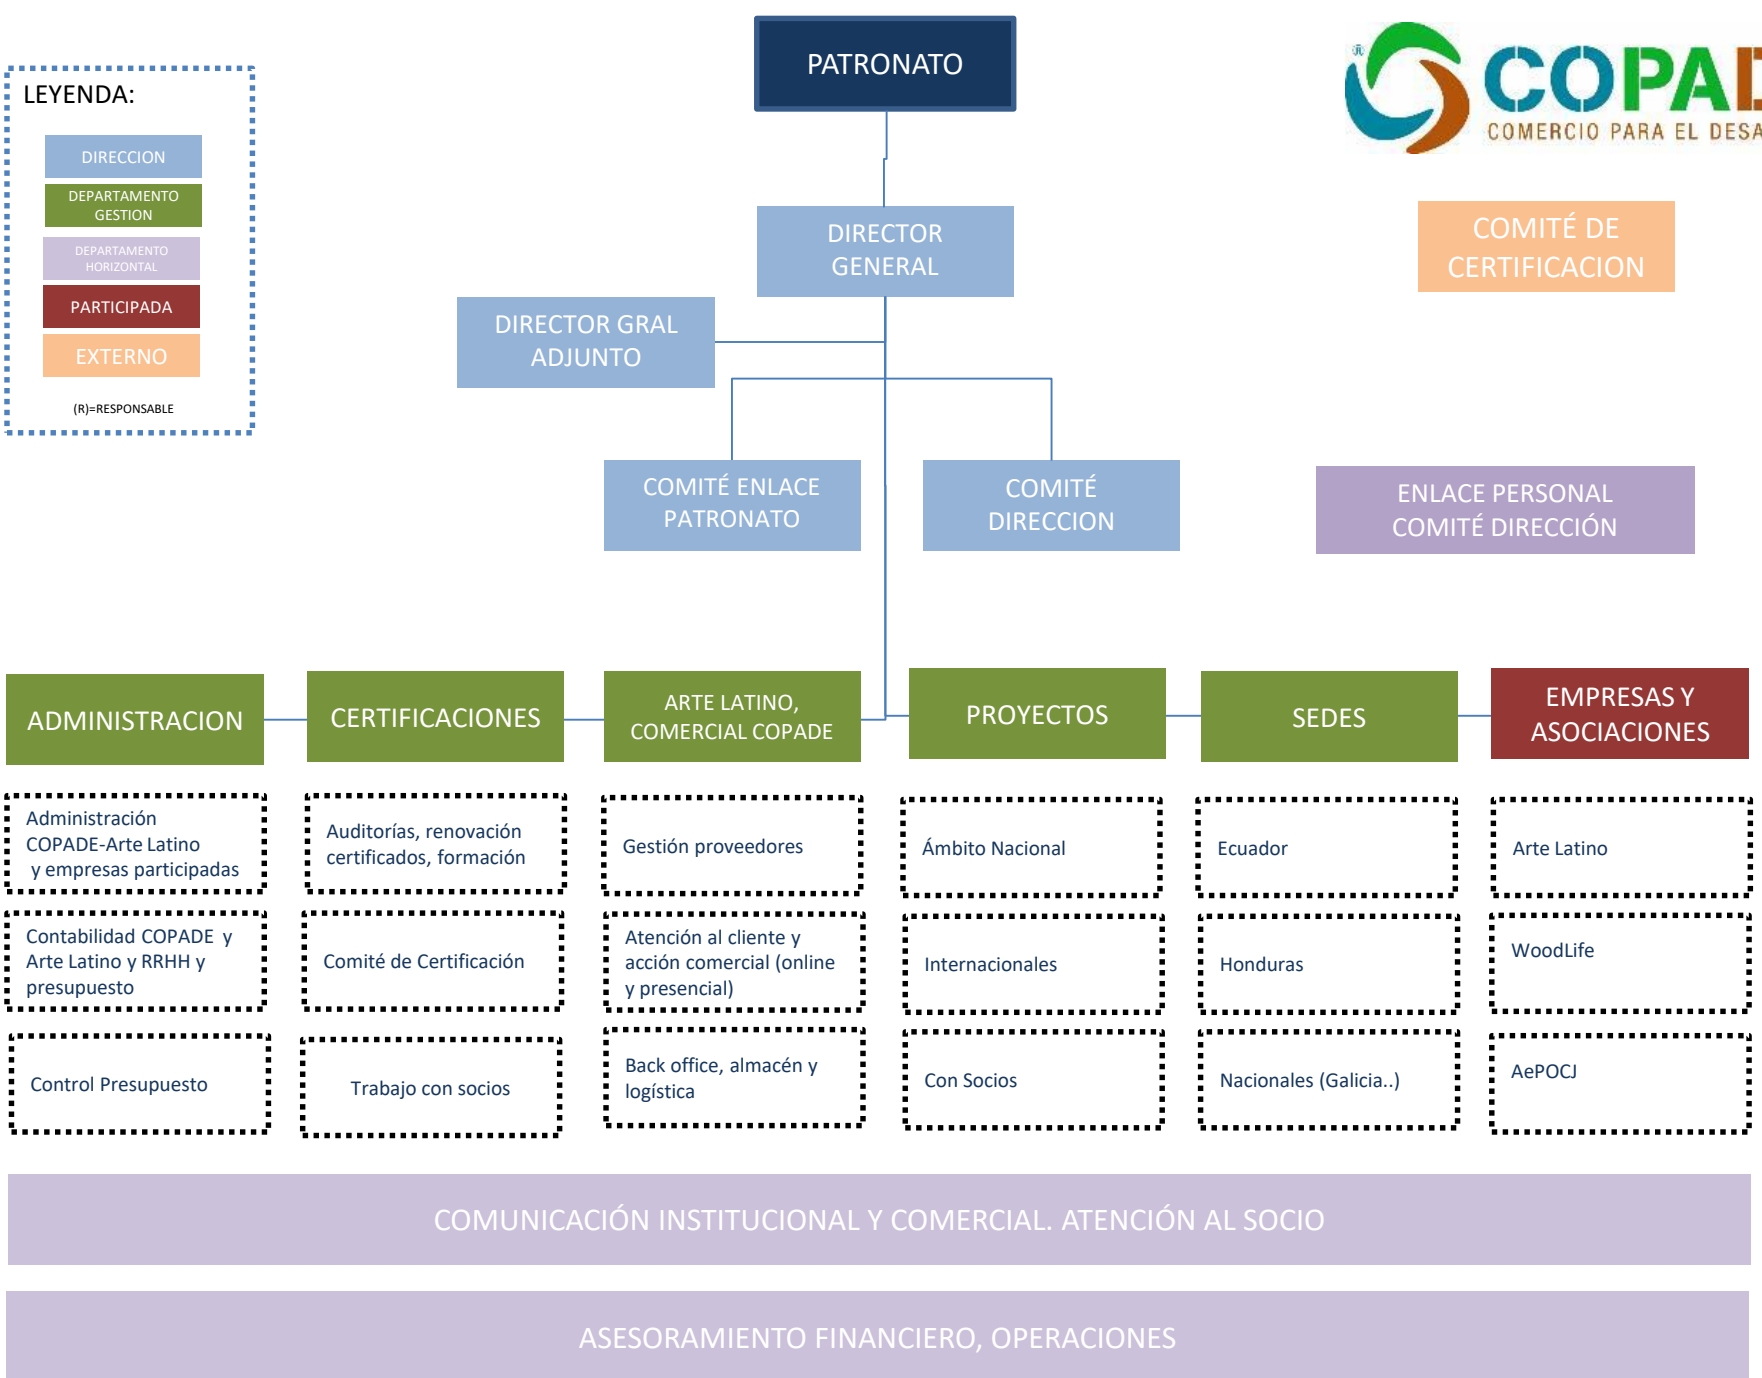 PATRONATO
LEYENDA:
DIRECCION
DEPARTAMENTO
GESTION
DEPARTAMENTO
HORIZONTAL
PARTICIPADA
EXTERNO
(R)=RESPONSABLE
®
COPAD
COMERCIO PARA EL DESA
DIRECTOR
GENERAL
COMITÉ DE
CERTIFICACION
DIRECTOR GRAL
ADJUNTO
COMITÉ ENLACE
PATRONATO
COMITÉ
DIRECCION
ENLACE PERSONAL
COMITÉ DIRECCIÓN
ADMINISTRACION
CERTIFICACIONES
ARTE LATINO,
COMERCIAL COPADE
PROYECTOS
SEDES
EMPRESAS Y
ASOCIACIONES
Administración
COPADE-Arte Latino
y empresas participadas
Auditorías, renovación
certificados, formación
Gestión proveedores
Ámbito Nacional
Ecuador
Arte Latino
Contabilidad COPADE y
Arte Latino y RRHH y
presupuesto
Comité de Certificación
Atención al cliente y
acción comercial (online
y presencial)
Internacionales
Honduras
WoodLife
Control Presupuesto
Trabajo con socios
Back office, almacén y
logística
Con Socios
Nacionales (Galicia..)
AePOCJ
COMUNICACIÓN INSTITUCIONAL Y COMERCIAL. ATENCIÓN AL SOCIO
ASESORAMIENTO FINANCIERO, OPERACIONES